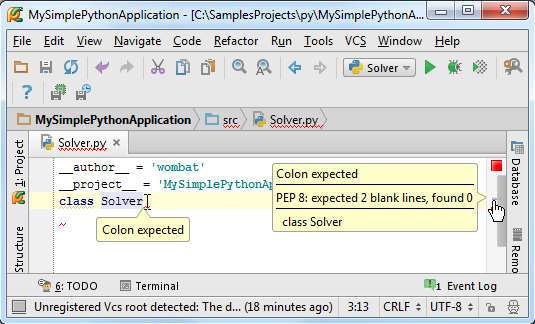 MySimplePythonApplication - [C:\SamplesProjects\py\MySimplePythonA...
File Edit View Navigate Code Refactor Run Tools VCS Window Help
Solver
?
MySimplePythonApplication src Solver.py
Solver.py
1: Project
Structure
Database
Remo
__author__ = 'wombat'
__project__ = 'MySimplePythonAp
class Solver
Colon expected
Colon expected
PEP 8: expected 2 blank lines, found 0
class Solver
6: TODO Terminal 1 Event Log
Unregistered Vcs root detected: The d... (18 minutes ago) 3:13 CRLF UTF-8